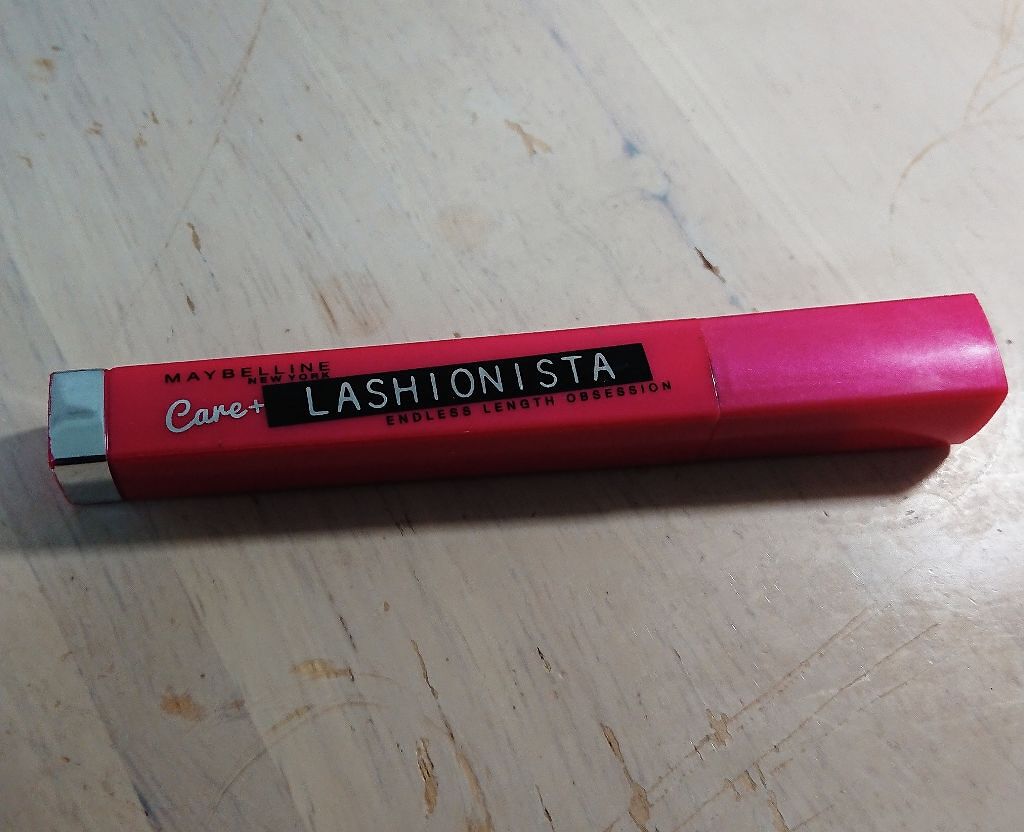 MAYBELLINE
NEW YORK
Care+ LASHIONISTA
ENDLESS LENGTH OBSESSION